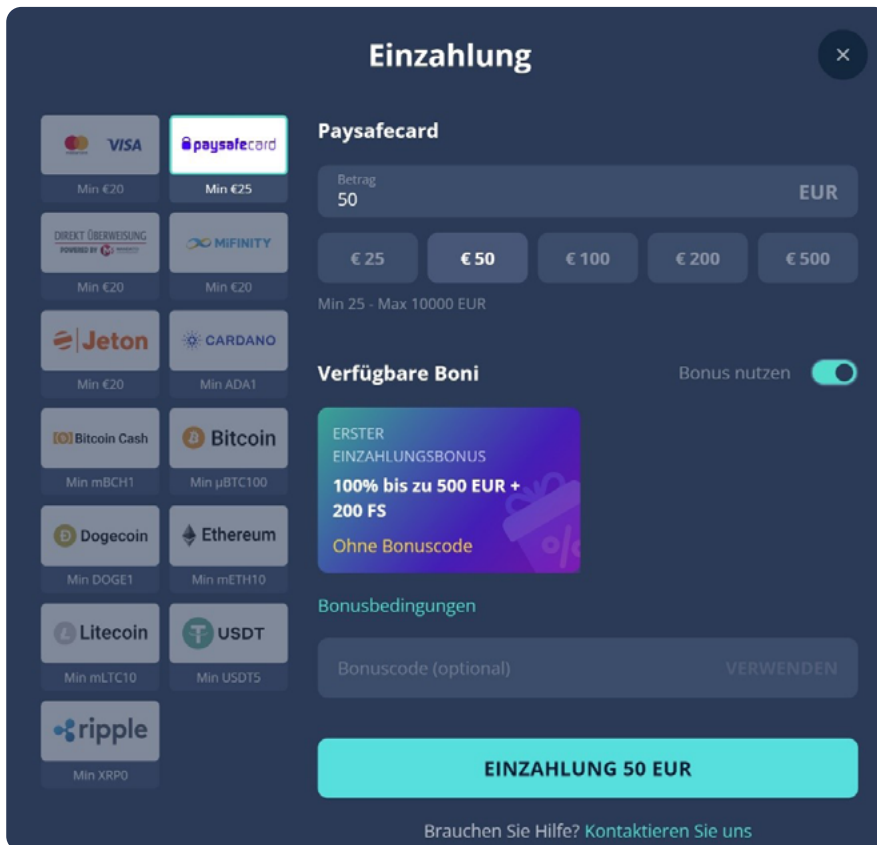 Einzahlung
×
VISA
paysafecard
Min €20
Min €25
DIREKT ÜBERWEISUNG
POWERED BY
MiFINITY
Min €20
Min €20
Jeton
CARDANO
Min €20
Min ADA1
Bitcoin Cash
Bitcoin
Min mBCH1
Min µBTC100
Dogecoin
Ethereum
Min DOGE1
Min mETH10
Litecoin
USDT
Min mLTC10
Min USDT5
ripple
Min XRP0
Paysafecard
Betrag
50
EUR
€ 25
€ 50
€ 100
€ 200
€ 500
Min 25 - Max 10000 EUR
Verfügbare Boni
Bonus nutzen
ERSTER
EINZAHLUNGSBONUS
100% bis zu 500 EUR +
200 FS
Ohne Bonuscode
Bonusbedingungen
Bonuscode (optional)
VERWENDEN
EINZAHLUNG 50 EUR
Brauchen Sie Hilfe? Kontaktieren Sie uns